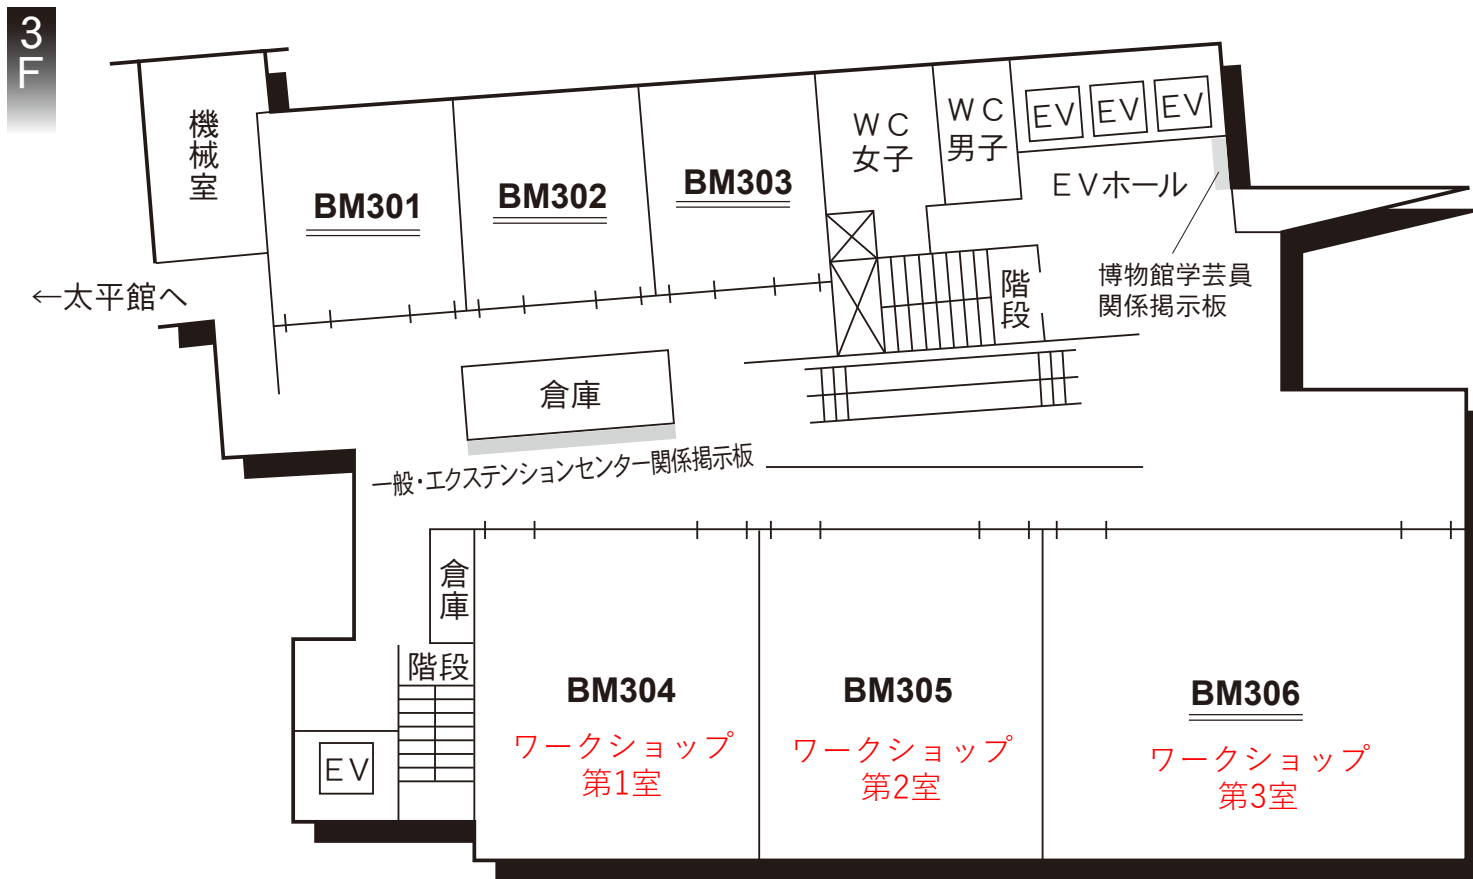 3F
機械室
BM301
BM302
BM303
WC
女子
WC
男子
EV
EV
EV
EVホール
←太平館へ
階段
博物館学芸員
関係掲示板
倉庫
一般・エクステンションセンター関係掲示板
倉庫
階段
EV
BM304
ワークショップ
第1室
BM305
ワークショップ
第2室
BM306
ワークショップ
第3室